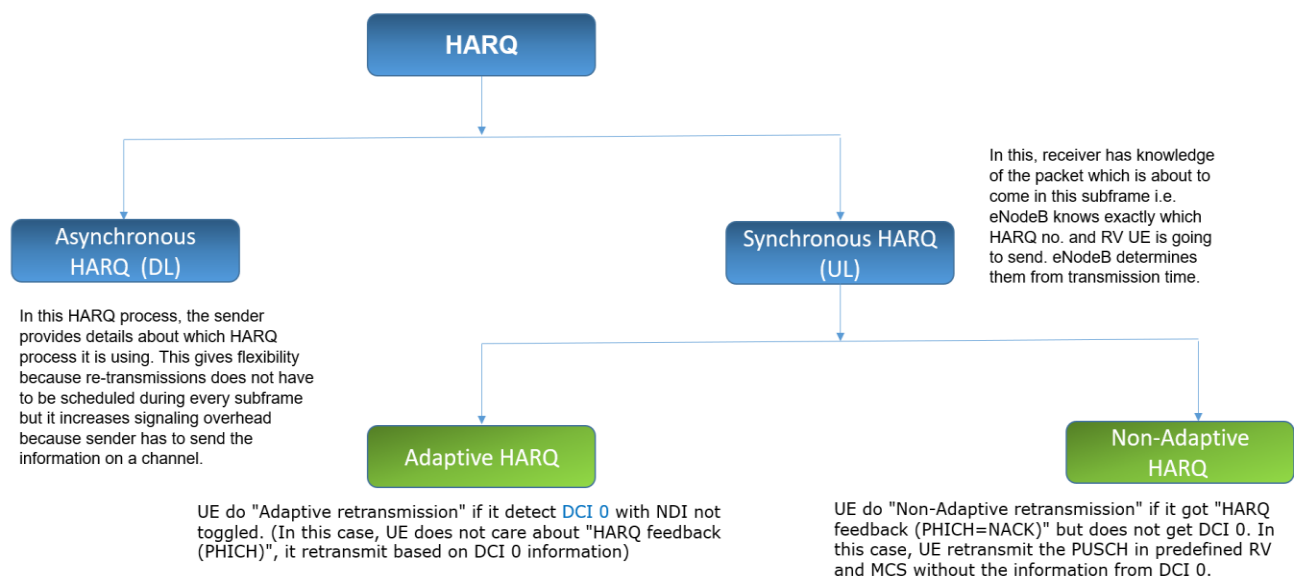 HARQ
In this, receiver has knowledge
of the packet which is about to
come in this subframe i.e.
eNodeB knows exactly which
HARQ no. and RV UE is going
to send. eNodeB determines
them from transmission time.
Asynchronous
HARQ (DL)
Synchronous HARQ
(UL)
In this HARQ process, the sender
provides details about which HARQ
process it is using. This gives flexibility
because re-transmissions does not have
to be scheduled during every subframe
but it increases signaling overhead
because sender has to send the
information on a channel.
Adaptive HARQ
Non-Adaptive
HARQ
UE do "Adaptive retransmission" if it detect DCI 0 with NDI not
toggled. (In this case, UE does not care about "HARQ feedback
(PHICH)", it retransmit based on DCI 0 information)
UE do "Non-Adaptive retransmission" if it got "HARQ
feedback (PHICH=NACK)" but does not get DCI 0. In
this case, UE retransmit the PUSCH in predefined RV
and MCS without the information from DCI 0.